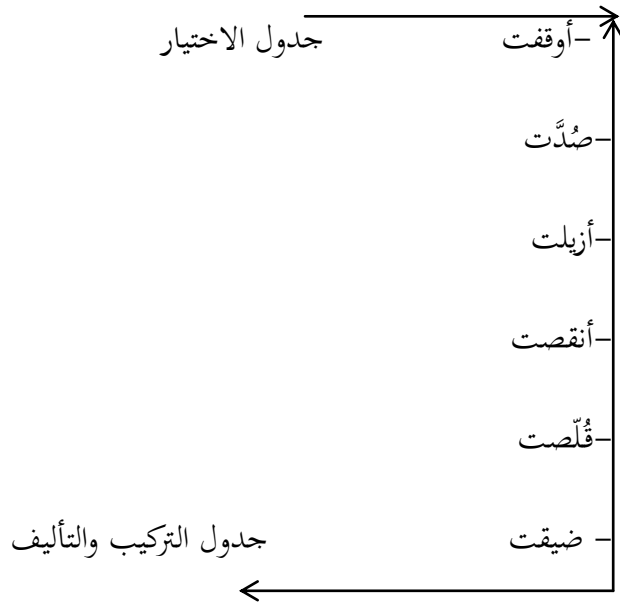 –أوقفت جدول الاختيار
–صُدَّت
–أزيلت
–أنقصت
–قُلّصت
– ضيقت جدول التركيب والتأليف